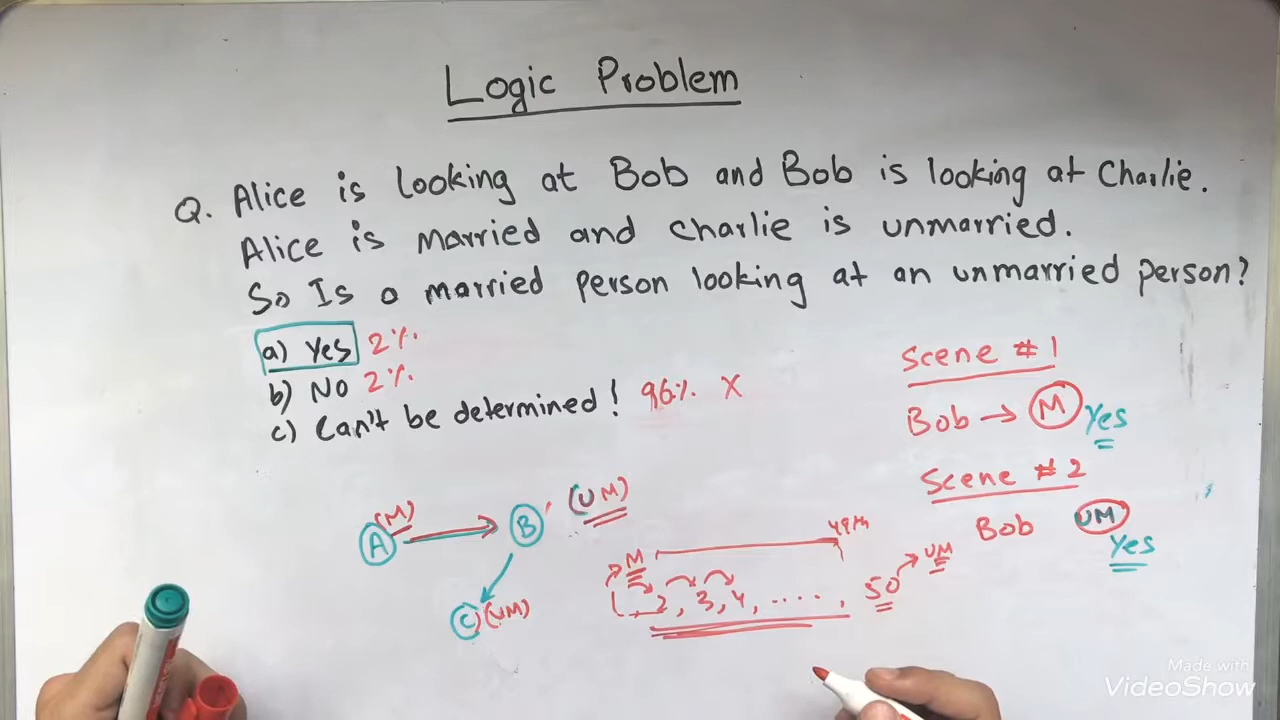 Logic Problem
Q. Alice is looking at Bob and Bob is looking at Charlie.
Alice is married and Charlie is unmarried.
So Is a married person looking at an unmarried person?
a) Yes 2%
b) No 2%
c) Can't be determined! 96% X
Scene #1
Bob → M Yes
Scene #2
Bob UM
Yes
A (M) B (UM)
C (UM)
M 49th UM
1, 2, 3, 4, ....., 50
Made with
VideoShow